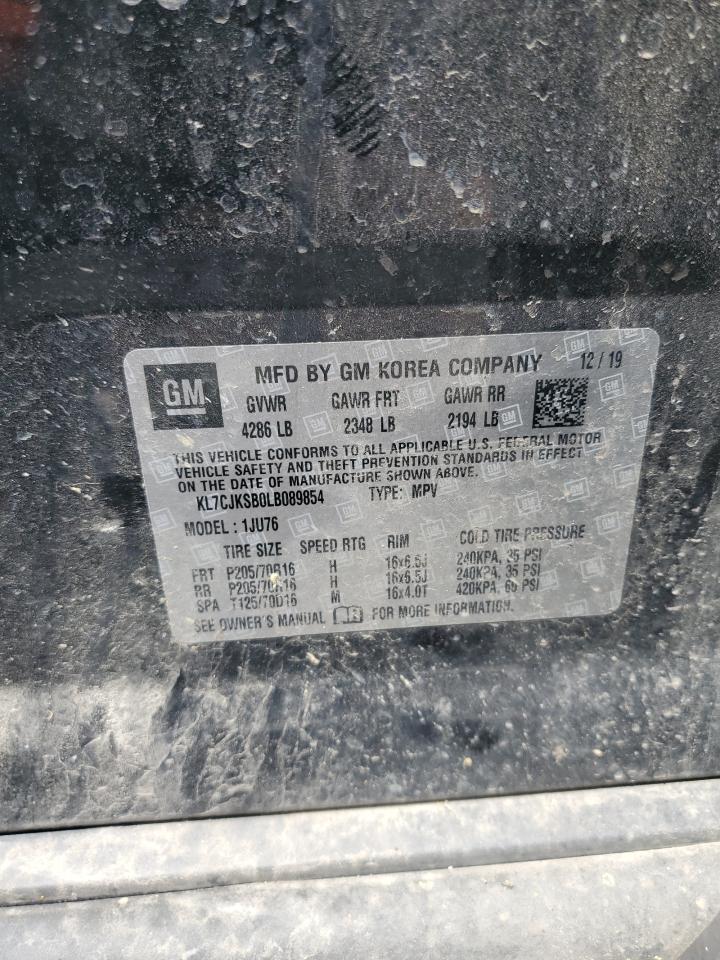 GM
MFD BY GM KOREA COMPANY 12 / 19
GVWR GAWR FRT GAWR RR
4286 LB 2348 LB 2194 LB
THIS VEHICLE CONFORMS TO ALL APPLICABLE U.S. FEDERAL MOTOR
VEHICLE SAFETY AND THEFT PREVENTION STANDARDS IN EFFECT
ON THE DATE OF MANUFACTURE SHOWN ABOVE.
KL7CJKSB0LB089854 TYPE: MPV
MODEL : 1JU76
TIRE SIZE SPEED RTG RIM COLD TIRE PRESSURE
FRT P205/70R16 H 16x6.5J 240KPA, 35 PSI
RR P205/70R16 H 16x6.5J 240KPA, 35 PSI
SPA T125/70D16 M 16x4.0T 420KPA, 60 PSI
SEE OWNER'S MANUAL FOR MORE INFORMATION.